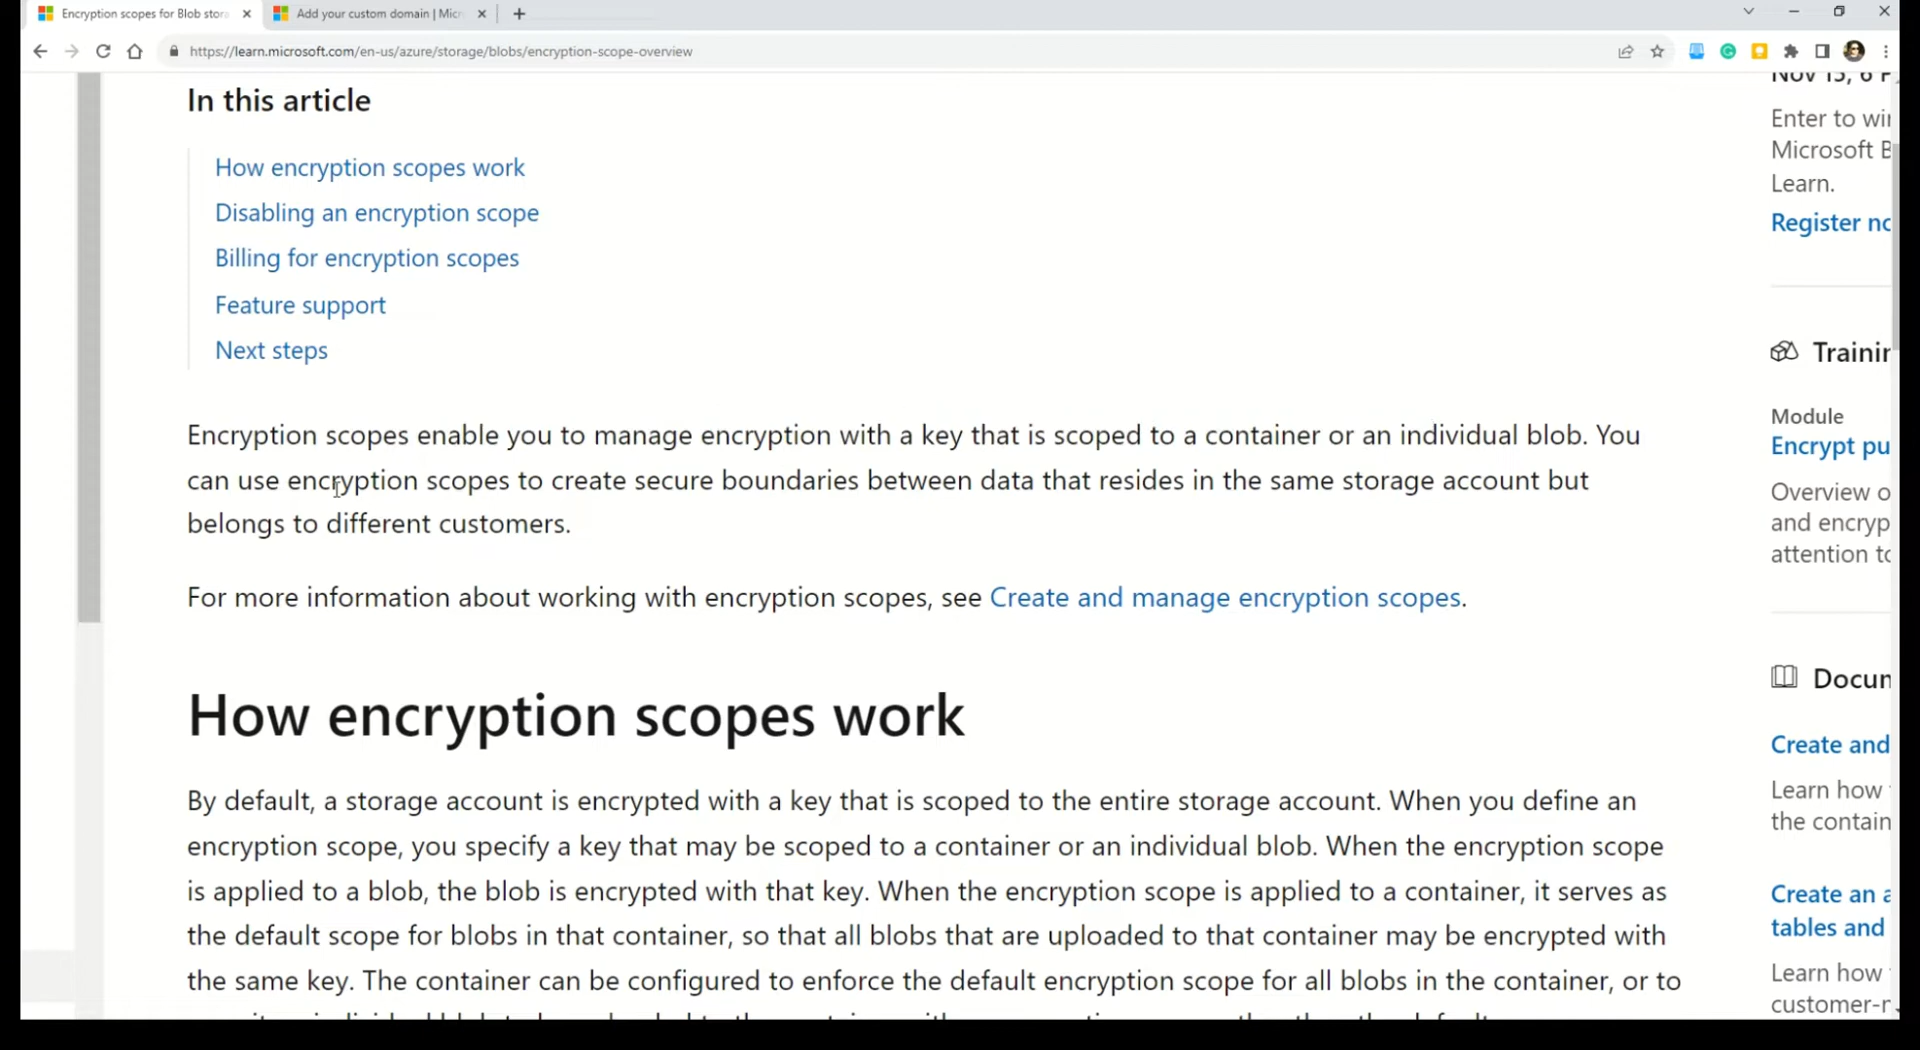 Encryption scopes for Blob stora
Add your custom domain | Micr
https://learn.microsoft.com/en-us/azure/storage/blobs/encryption-scope-overview
In this article
How encryption scopes work
Disabling an encryption scope
Billing for encryption scopes
Feature support
Next steps
Encryption scopes enable you to manage encryption with a key that is scoped to a container or an individual blob. You
can use encryption scopes to create secure boundaries between data that resides in the same storage account but
belongs to different customers.
For more information about working with encryption scopes, see Create and manage encryption scopes.
How encryption scopes work
By default, a storage account is encrypted with a key that is scoped to the entire storage account. When you define an
encryption scope, you specify a key that may be scoped to a container or an individual blob. When the encryption scope
is applied to a blob, the blob is encrypted with that key. When the encryption scope is applied to a container, it serves as
the default scope for blobs in that container, so that all blobs that are uploaded to that container may be encrypted with
the same key. The container can be configured to enforce the default encryption scope for all blobs in the container, or to
Nov 15, 6 P
Enter to win
Microsoft B
Learn.
Register no
Trainin
Module
Encrypt pu
Overview o
and encryp
attention to
Docum
Create and
Learn how
the contain
Create an a
tables and
Learn how
customer-m